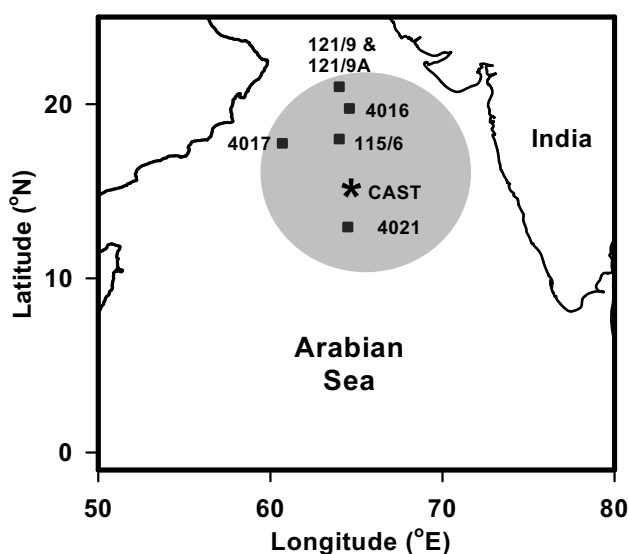 121/9 &
121/9A
20
4016
4017
115/6
India
CAST
4021
10
Arabian
Sea
0
50
60
70
80
Latitude (°N)
Longitude (°E)